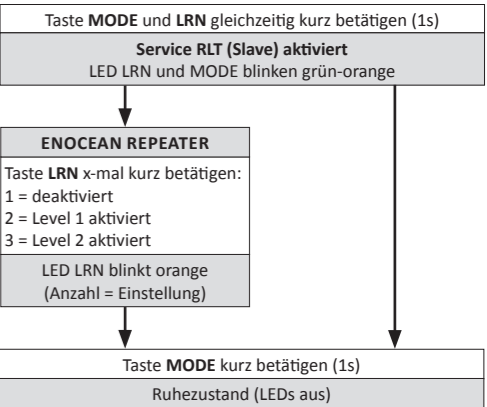 Taste MODE und LRN gleichzeitig kurz betätigen (1s)
Service RLT (Slave) aktiviert
LED LRN und MODE blinken grün-orange
ENOCEAN REPEATER
Taste LRN x-mal kurz betätigen:
1 = deaktiviert
2 = Level 1 aktiviert
3 = Level 2 aktiviert
LED LRN blinkt orange
(Anzahl = Einstellung)
Taste MODE kurz betätigen (1s)
Ruhezustand (LEDs aus)